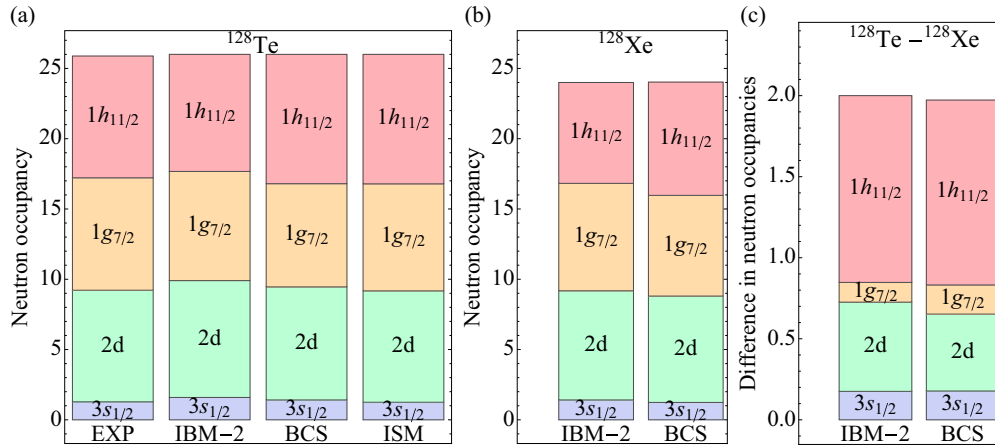 (a)
¹²⁸Te
Neutron occupancy
25
20
15
10
5
0
1h₁₁/₂
1g₇/₂
2d
3s₁/₂
EXP
1h₁₁/₂
1g₇/₂
2d
3s₁/₂
IBM−2
1h₁₁/₂
1g₇/₂
2d
3s₁/₂
BCS
1h₁₁/₂
1g₇/₂
2d
3s₁/₂
ISM
(b)
¹²⁸Xe
Neutron occupancy
25
20
15
10
5
0
1h₁₁/₂
1g₇/₂
2d
3s₁/₂
IBM−2
1h₁₁/₂
1g₇/₂
2d
3s₁/₂
BCS
(c)
¹²⁸Te −¹²⁸Xe
Difference in neutron occupancies
2.0
1.5
1.0
0.5
0.0
1h₁₁/₂
1g₇/₂
2d
3s₁/₂
IBM−2
1h₁₁/₂
1g₇/₂
2d
3s₁/₂
BCS